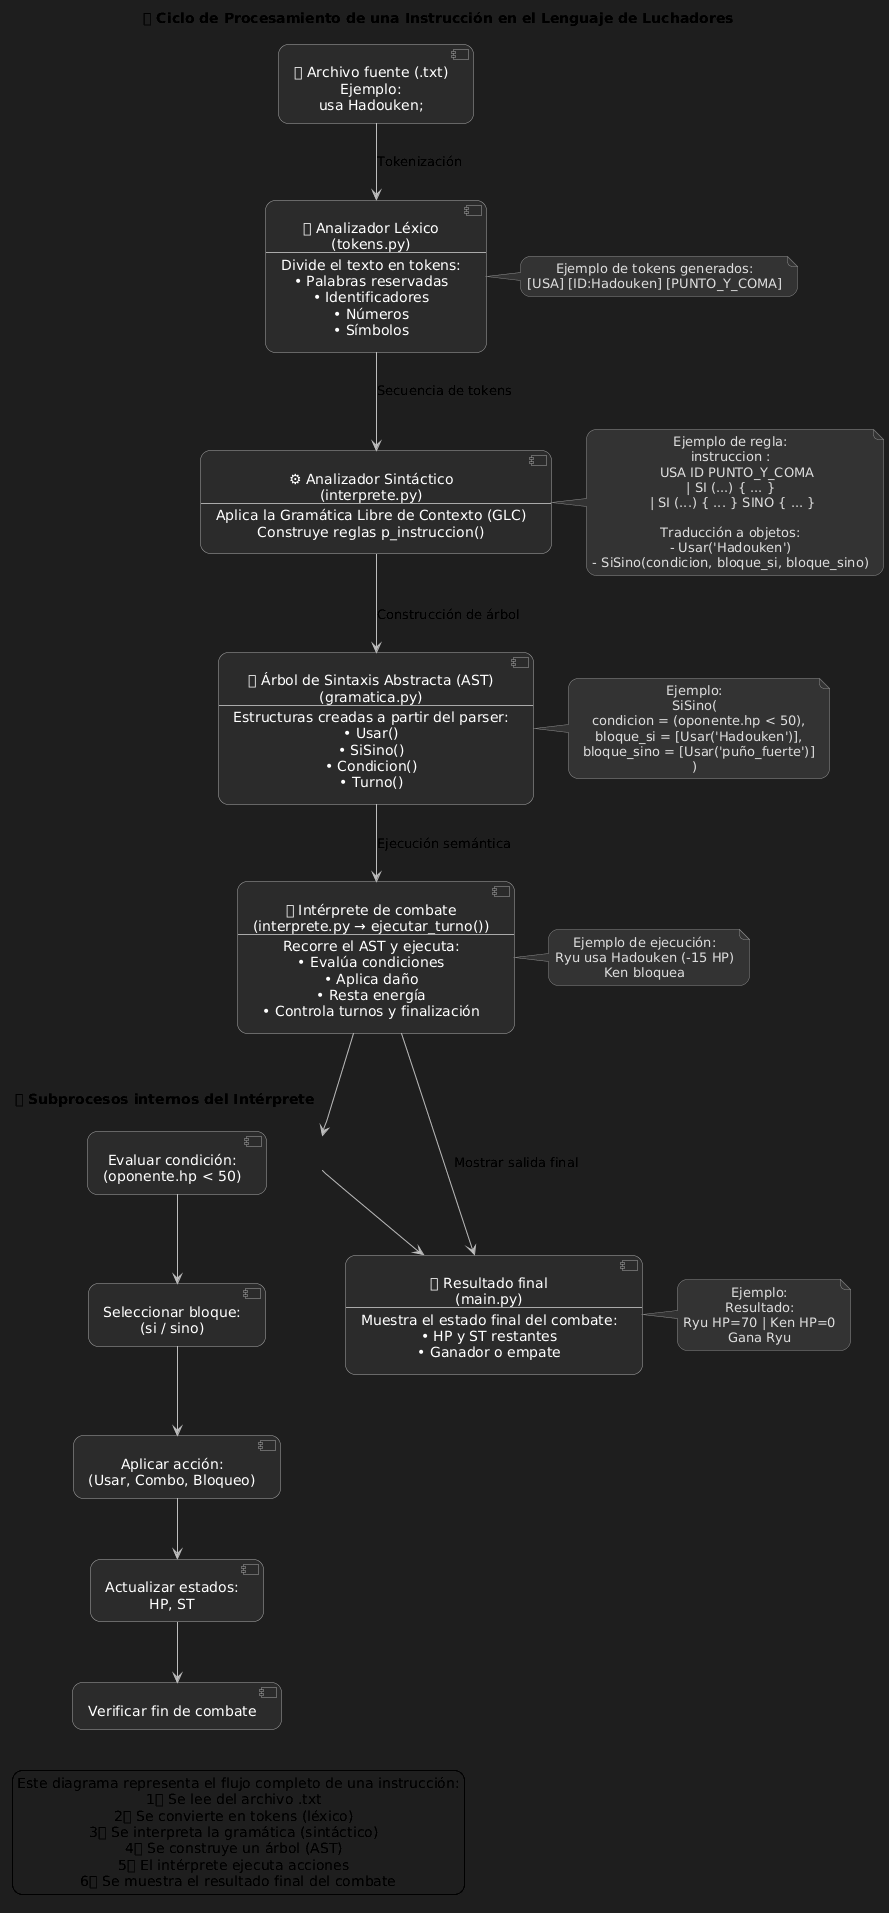 Ciclo de Procesamiento de una Instrucción en el Lenguaje de Luchadores
Archivo fuente (.txt)
Ejemplo:
usa Hadouken;
Tokenización
Analizador Léxico
(tokens.py)
Divide el texto en tokens:
• Palabras reservadas
• Identificadores
• Números
• Símbolos
Ejemplo de tokens generados:
[USA] [ID:Hadouken] [PUNTO_Y_COMA]
Secuencia de tokens
⚙ Analizador Sintáctico
(interprete.py)
Aplica la Gramática Libre de Contexto (GLC)
Construye reglas p_instruccion()
Ejemplo de regla:
instruccion :
USA ID PUNTO_Y_COMA
| SI (...) { ... }
| SI (...) { ... } SINO { ... }
Traducción a objetos:
- Usar('Hadouken')
- SiSino(condicion, bloque_si, bloque_sino)
Construcción de árbol
Árbol de Sintaxis Abstracta (AST)
(gramatica.py)
Estructuras creadas a partir del parser:
• Usar()
• SiSino()
• Condicion()
• Turno()
Ejemplo:
SiSino(
condicion = (oponente.hp < 50),
bloque_si = [Usar('Hadouken')],
bloque_sino = [Usar('puño_fuerte')]
)
Ejecución semántica
Intérprete de combate
(interprete.py → ejecutar_turno())
Recorre el AST y ejecuta:
• Evalúa condiciones
• Aplica daño
• Resta energía
• Controla turnos y finalización
Ejemplo de ejecución:
Ryu usa Hadouken (-15 HP)
Ken bloquea
Subprocesos internos del Intérprete
Evaluar condición:
(oponente.hp < 50)
Mostrar salida final
Seleccionar bloque:
(si / sino)
Resultado final
(main.py)
Muestra el estado final del combate:
• HP y ST restantes
• Ganador o empate
Ejemplo:
Resultado:
Ryu HP=70 | Ken HP=0
Gana Ryu
Aplicar acción:
(Usar, Combo, Bloqueo)
Actualizar estados:
HP, ST
Verificar fin de combate
Este diagrama representa el flujo completo de una instrucción:
1 Se lee del archivo .txt
2 Se convierte en tokens (léxico)
3 Se interpreta la gramática (sintáctico)
4 Se construye un árbol (AST)
5 El intérprete ejecuta acciones
6 Se muestra el resultado final del combate